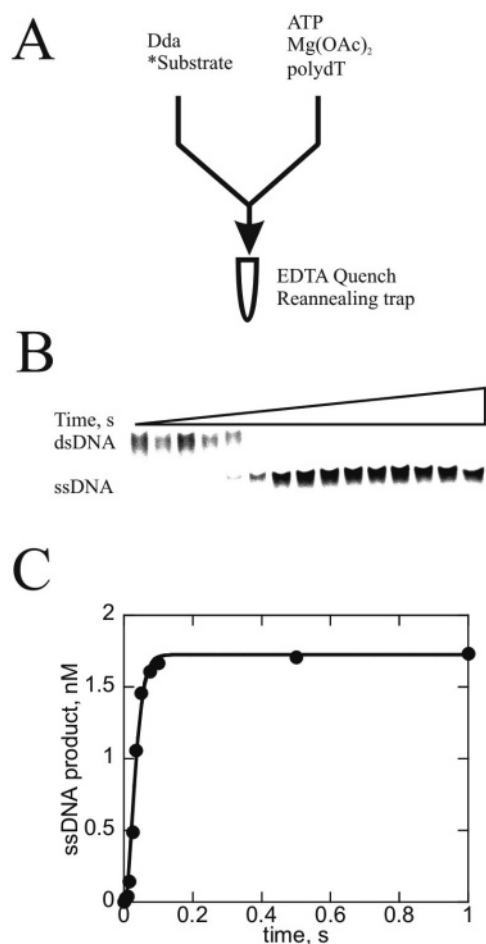 A
Dda
*Substrate
ATP
Mg(OAc)₂
polydT
EDTA Quench
Reannealing trap
B
Time, s
dsDNA
ssDNA
C
ssDNA product, nM
2
1.5
1
0.5
0
0 0.2 0.4 0.6 0.8 1
time, s